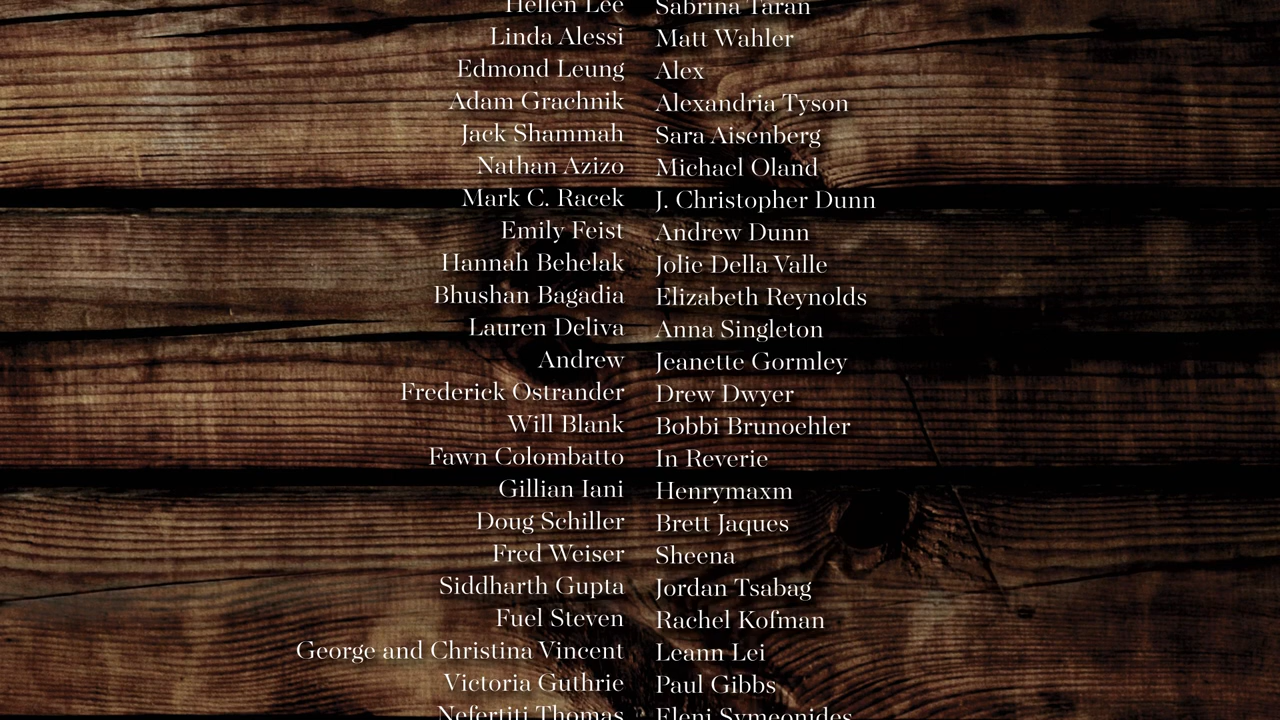 Hellen Lee
Linda Alessi
Edmond Leung
Adam Grachnik
Jack Shammah
Nathan Azizo
Mark C. Racek
Emily Feist
Hannah Behelak
Bhushan Bagadia
Lauren Deliva
Andrew
Frederick Ostrander
Will Blank
Fawn Colombatto
Gillian Iani
Doug Schiller
Fred Weiser
Siddharth Gupta
Fuel Steven
George and Christina Vincent
Victoria Guthrie
Nefertiti Thomas
Sabrina Taran
Matt Wahler
Alex
Alexandria Tyson
Sara Aisenberg
Michael Oland
J. Christopher Dunn
Andrew Dunn
Jolie Della Valle
Elizabeth Reynolds
Anna Singleton
Jeanette Gormley
Drew Dwyer
Bobbi Brunoehler
In Reverie
Henrymaxm
Brett Jaques
Sheena
Jordan Tsabag
Rachel Kofman
Leann Lei
Paul Gibbs
Eleni Symeonides